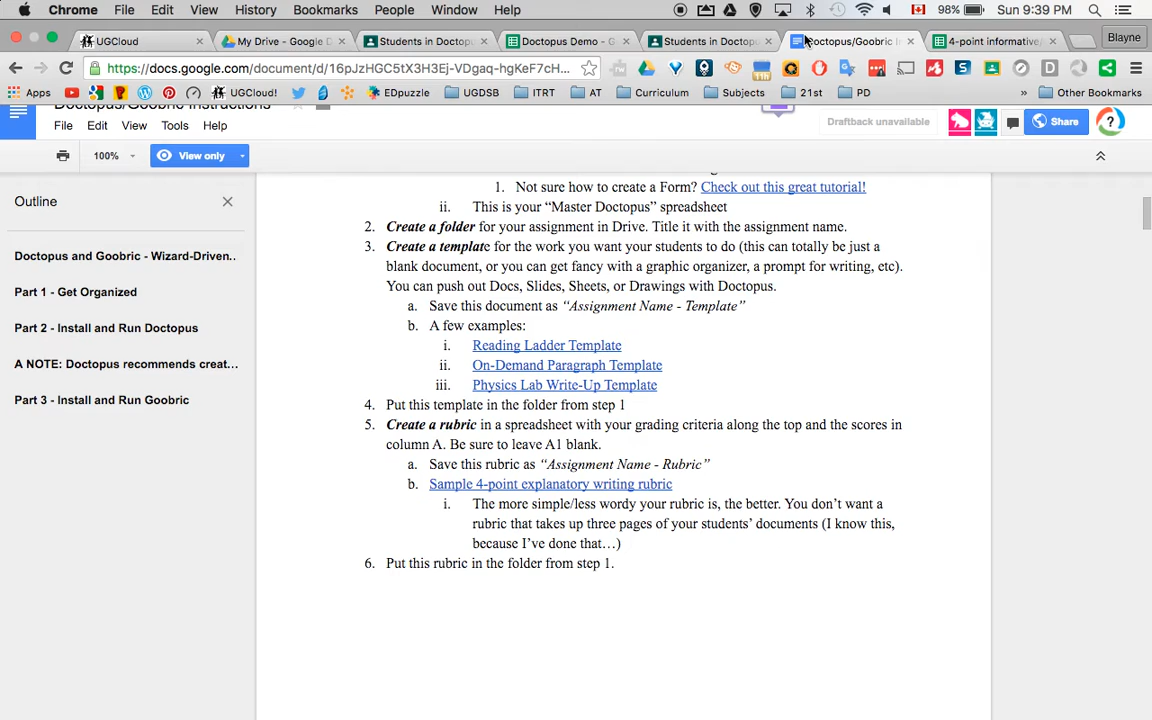 Chrome File Edit View History Bookmarks People Window Help 98% Sun 9:39 PM
UGCloud My Drive - Google D Students in Doctopu Doctopus Demo - G Students in Doctopu Doctopus/Goobric In 4-point informative/ Blayne
https://docs.google.com/document/d/16pJzHGC5tX3H3Ej-VDgaq-hgKeF7cH...
Apps UGCloud! EDpuzzle UGDSB ITRT AT Curriculum Subjects 21st PD » Other Bookmarks
Doctopus/Goobric Instructions
File Edit View Tools Help Draftback unavailable Share
100% View only
Outline
Doctopus and Goobric - Wizard-Driven..
Part 1 - Get Organized
Part 2 - Install and Run Doctopus
A NOTE: Doctopus recommends creat...
Part 3 - Install and Run Goobric
1. Not sure how to create a Form? Check out this great tutorial!
ii. This is your “Master Doctopus” spreadsheet
2. Create a folder for your assignment in Drive. Title it with the assignment name.
3. Create a template for the work you want your students to do (this can totally be just a
blank document, or you can get fancy with a graphic organizer, a prompt for writing, etc).
You can push out Docs, Slides, Sheets, or Drawings with Doctopus.
a. Save this document as “Assignment Name - Template”
b. A few examples:
i. Reading Ladder Template
ii. On-Demand Paragraph Template
iii. Physics Lab Write-Up Template
4. Put this template in the folder from step 1
5. Create a rubric in a spreadsheet with your grading criteria along the top and the scores in
column A. Be sure to leave A1 blank.
a. Save this rubric as “Assignment Name - Rubric”
b. Sample 4-point explanatory writing rubric
i. The more simple/less wordy your rubric is, the better. You don’t want a
rubric that takes up three pages of your students’ documents (I know this,
because I’ve done that…)
6. Put this rubric in the folder from step 1.